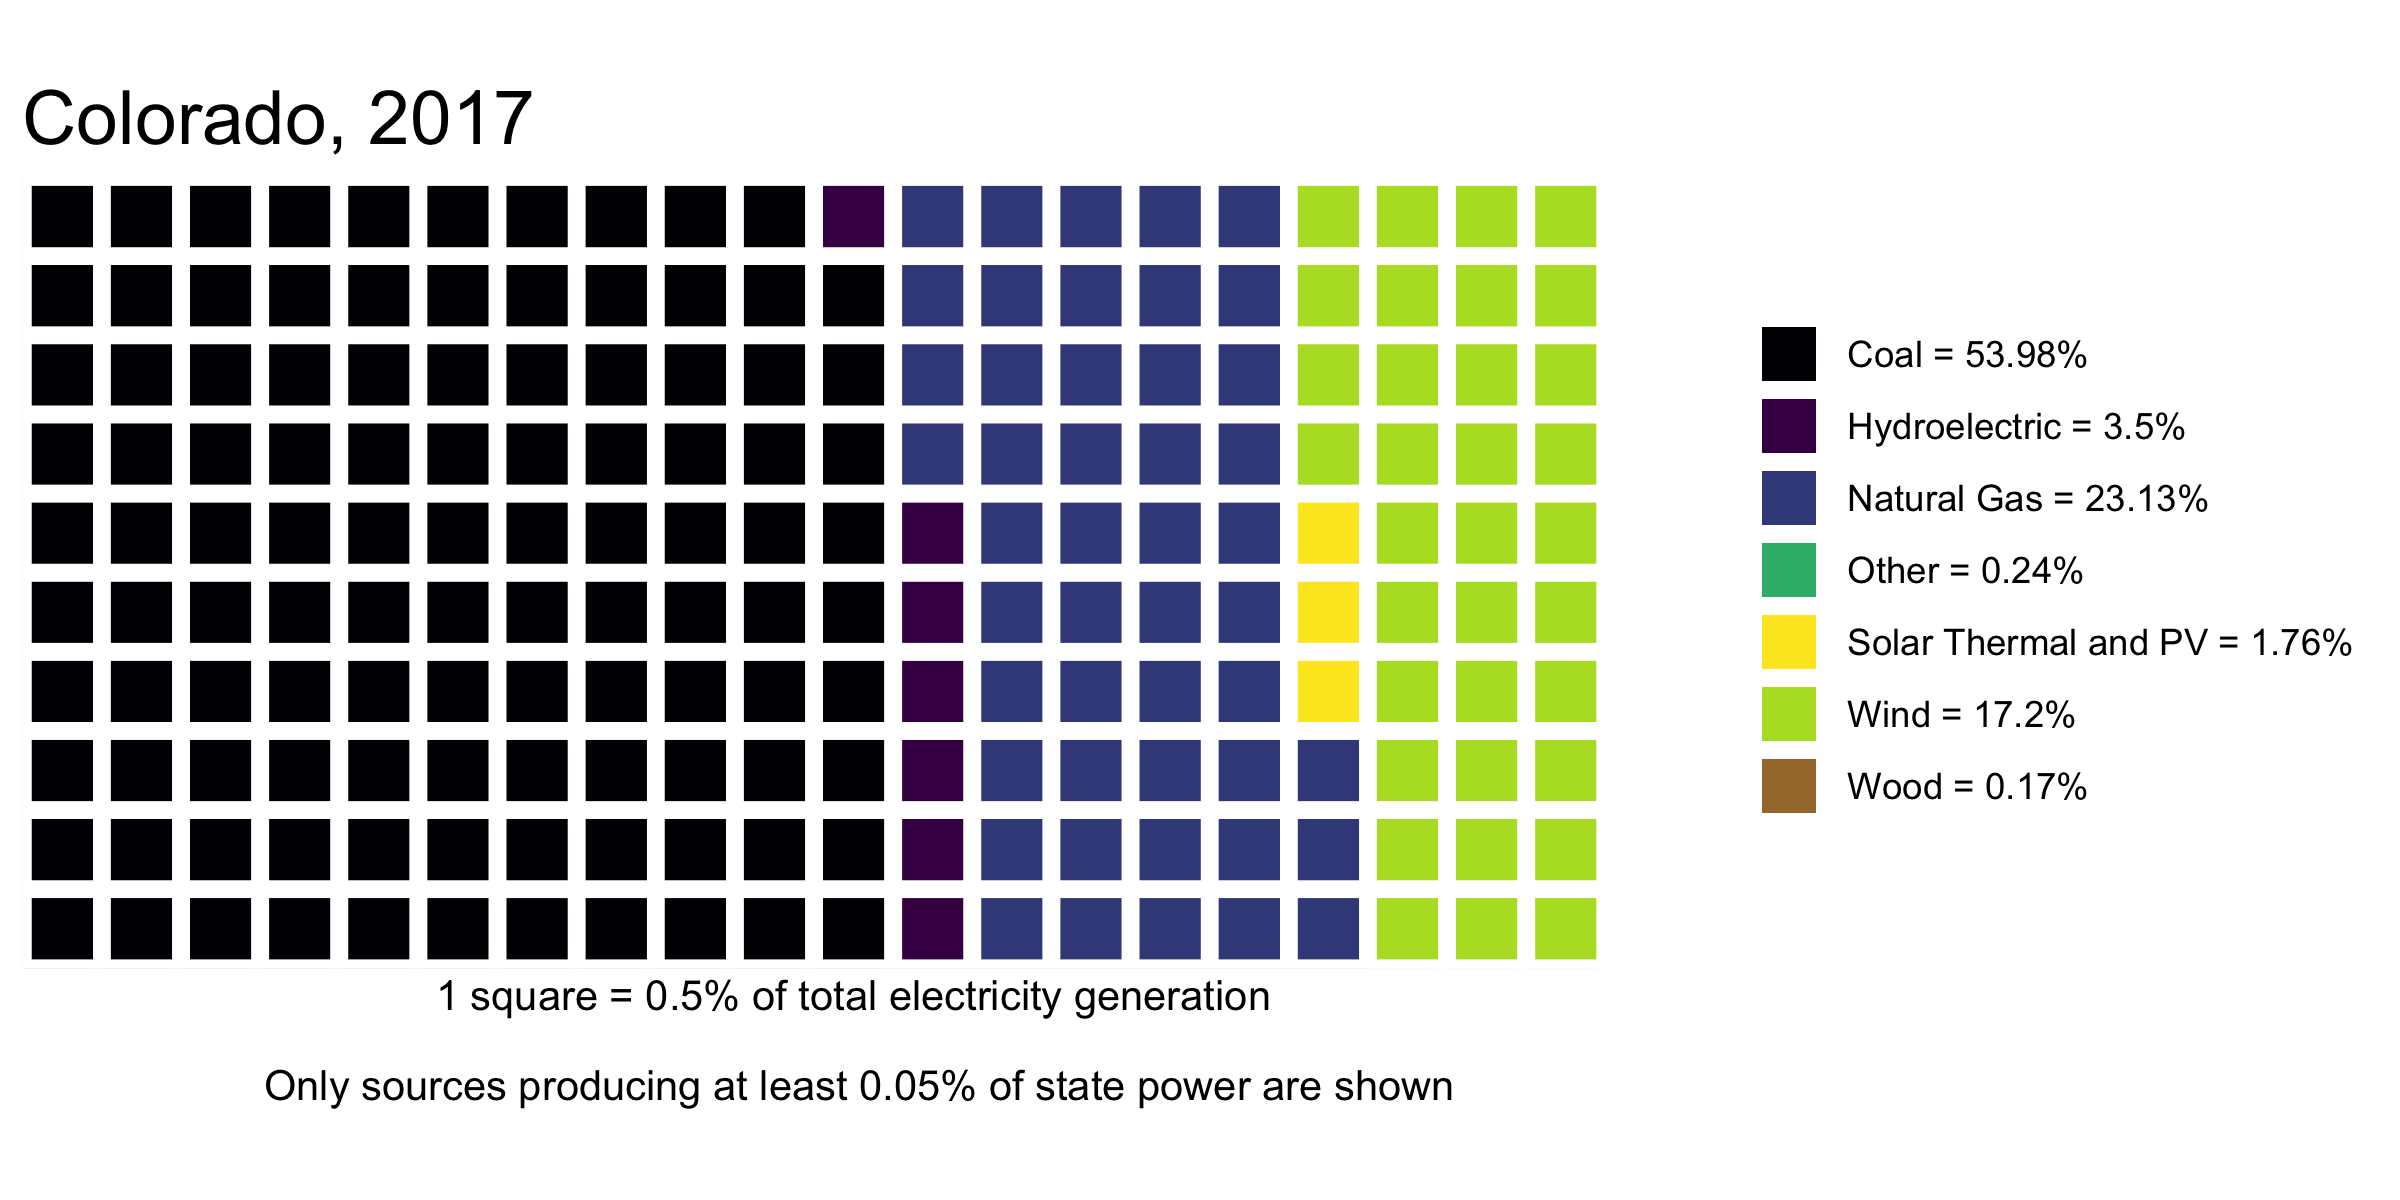 Colorado, 2017
Coal = 53.98%
Hydroelectric = 3.5%
Natural Gas = 23.13%
Other = 0.24%
Solar Thermal and PV = 1.76%
Wind = 17.2%
Wood = 0.17%
1 square = 0.5% of total electricity generation
Only sources producing at least 0.05% of state power are shown